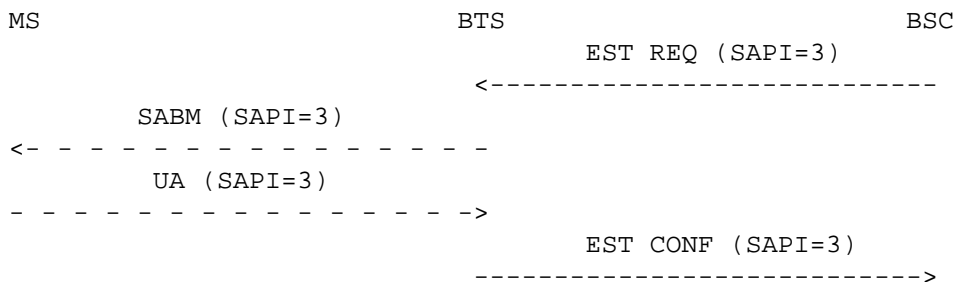 MS BTS BSC
EST REQ (SAPI=3)
<-----------------------------
SABM (SAPI=3)
<- - - - - - - - - - - - - - -
UA (SAPI=3)
- - - - - - - - - - - - - - ->
EST CONF (SAPI=3)
----------------------------->